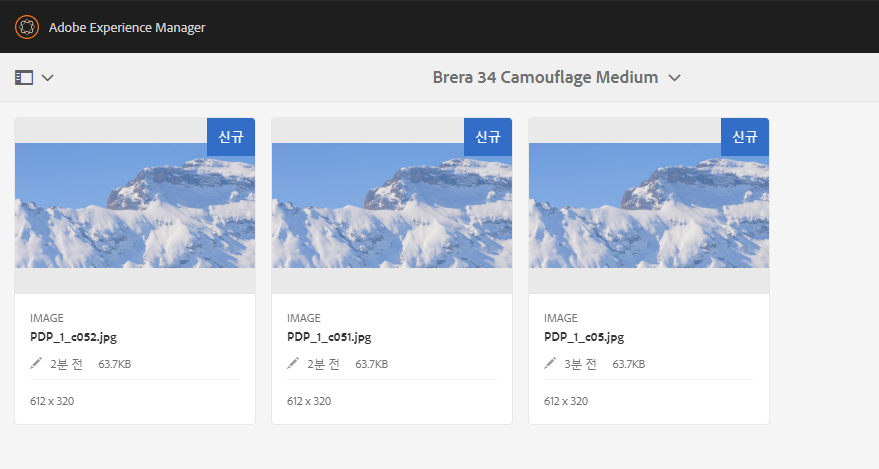 Adobe Experience Manager
Brera 34 Camouflage Medium
신규
신규
신규
IMAGE
PDP_1_c052.jpg
2분 전 63.7KB
612 x 320
IMAGE
PDP_1_c051.jpg
2분 전 63.7KB
612 x 320
IMAGE
PDP_1_c05.jpg
3분 전 63.7KB
612 x 320